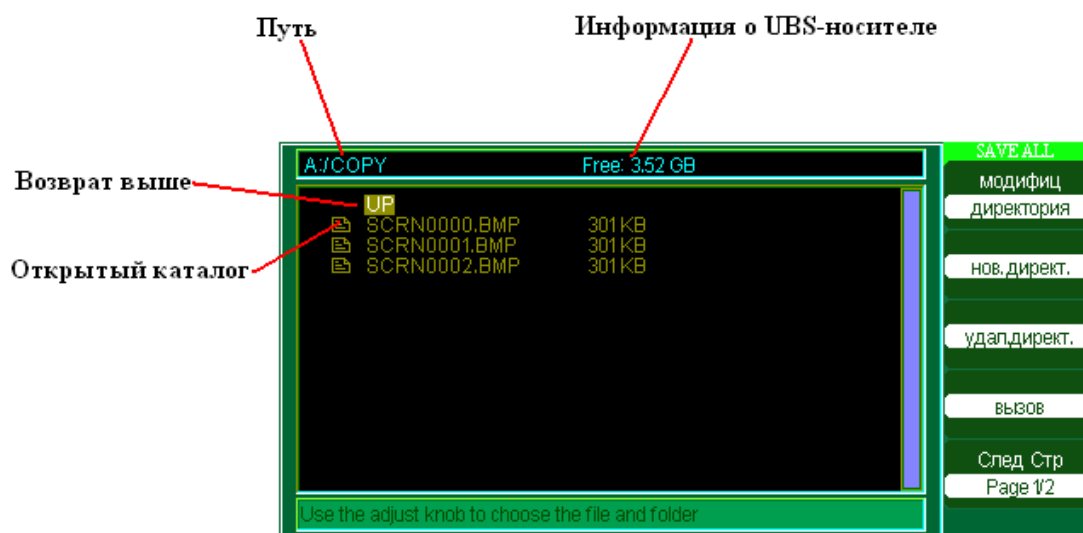 Путь
Информация о UBS-носителе
Возврат выше
Открытый каталог
A:/COPY Free: 3.52 GB
UP
SCRN0000.BMP 301KB
SCRN0001.BMP 301KB
SCRN0002.BMP 301KB
Use the adjust knob to choose the file and folder
SAVE ALL
модифиц
директория
нов.директ.
удал.директ.
вызов
След Стр
Page 1/2